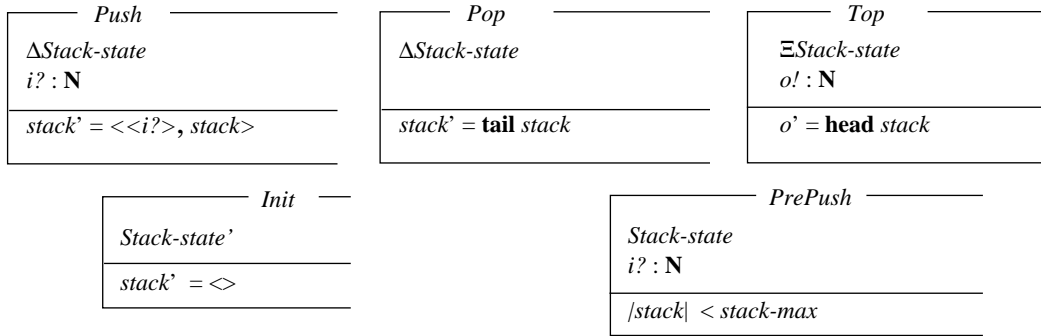 Push
ΔStack-state
i? : N
stack’ = <<i?>, stack>
Pop
ΔStack-state
stack’ = tail stack
Top
ΞStack-state
o! : N
o’ = head stack
Init
Stack-state’
stack’ = <>
PrePush
Stack-state
i? : N
|stack| < stack-max